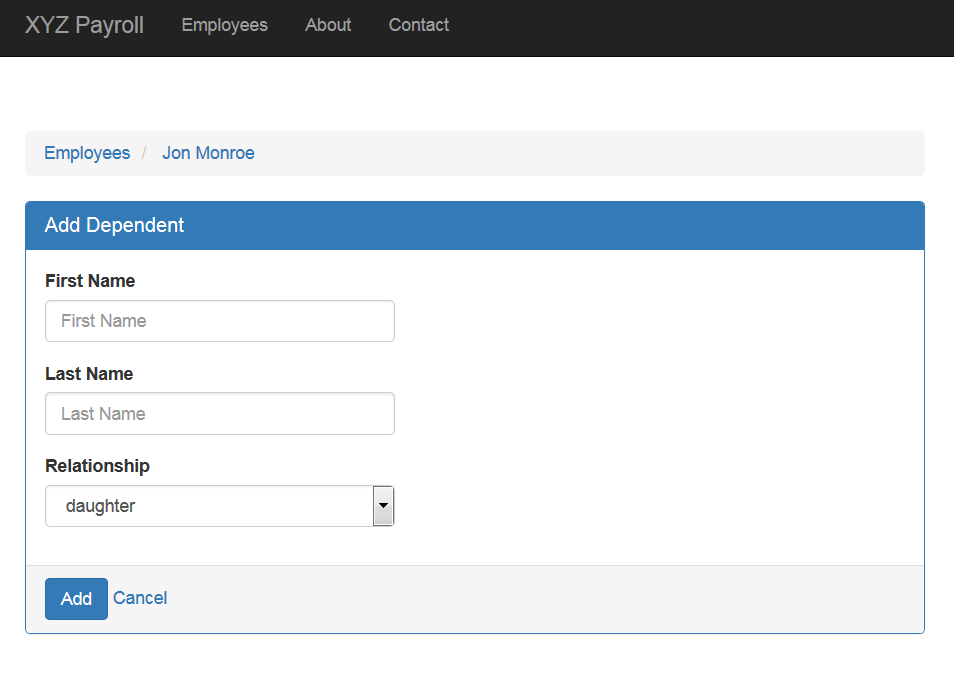 XYZ Payroll Employees About Contact
Employees / Jon Monroe
Add Dependent
First Name
First Name
Last Name
Last Name
Relationship
daughter
Add Cancel